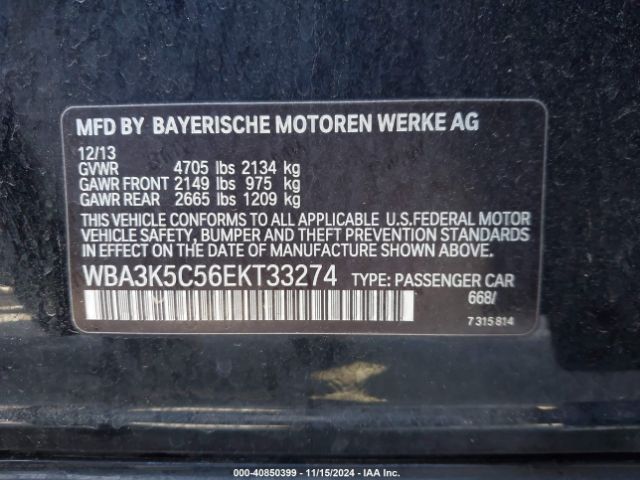 MFD BY BAYERISCHE MOTOREN WERKE AG
12/13
GVWR 4705 lbs 2134 kg
GAWR FRONT 2149 lbs 975 kg
GAWR REAR 2665 lbs 1209 kg
THIS VEHICLE CONFORMS TO ALL APPLICABLE U.S.FEDERAL MOTOR
VEHICLE SAFETY, BUMPER AND THEFT PREVENTION STANDARDS
IN EFFECT ON THE DATE OF MANUFACTURE SHOWN ABOVE.
WBA3K5C56EKT33274 TYPE: PASSENGER CAR
668/
7315814
000-40850399 - 11/15/2024 - IAA Inc.